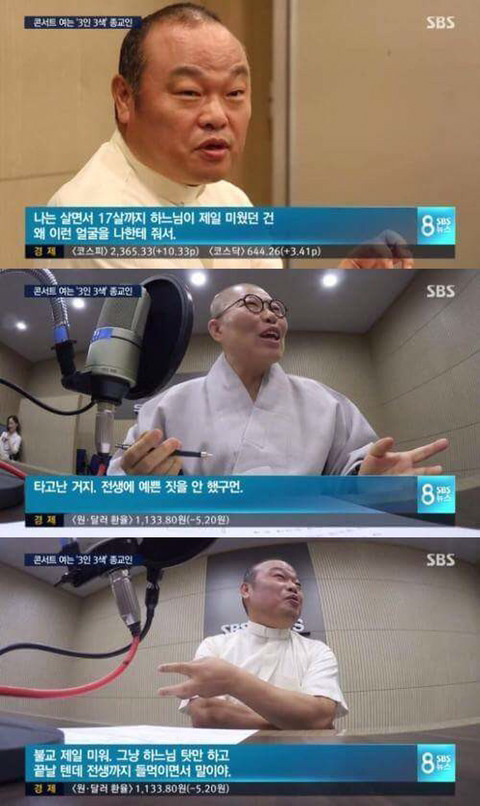 콘서트 여는 '3인 3색' 종교인
SBS
나는 살면서 17살까지 하느님이 제일 미웠던 건
왜 이런 얼굴을 나한테 줘서.
8 SBS 뉴스
경 제 〈코스피〉2,365.33(+10.33p) 〈코스닥〉644.26(+3.41p)
콘서트 여는 '3인 3색' 종교인
SBS
타고난 거지. 전생에 예쁜 짓을 안 했구먼.
8 SBS 뉴스
경 제 〈원·달러 환율〉1,133.80원(-5.20원)
콘서트 여는 '3인 3색' 종교인
SBS
SBS
불교 제일 미워. 그냥 하느님 탓만 하고
끝날 텐데 전생까지 들먹이면서 말이야.
8 SBS 뉴스
경 제 〈원·달러 환율〉1,133.80원(-5.20원)